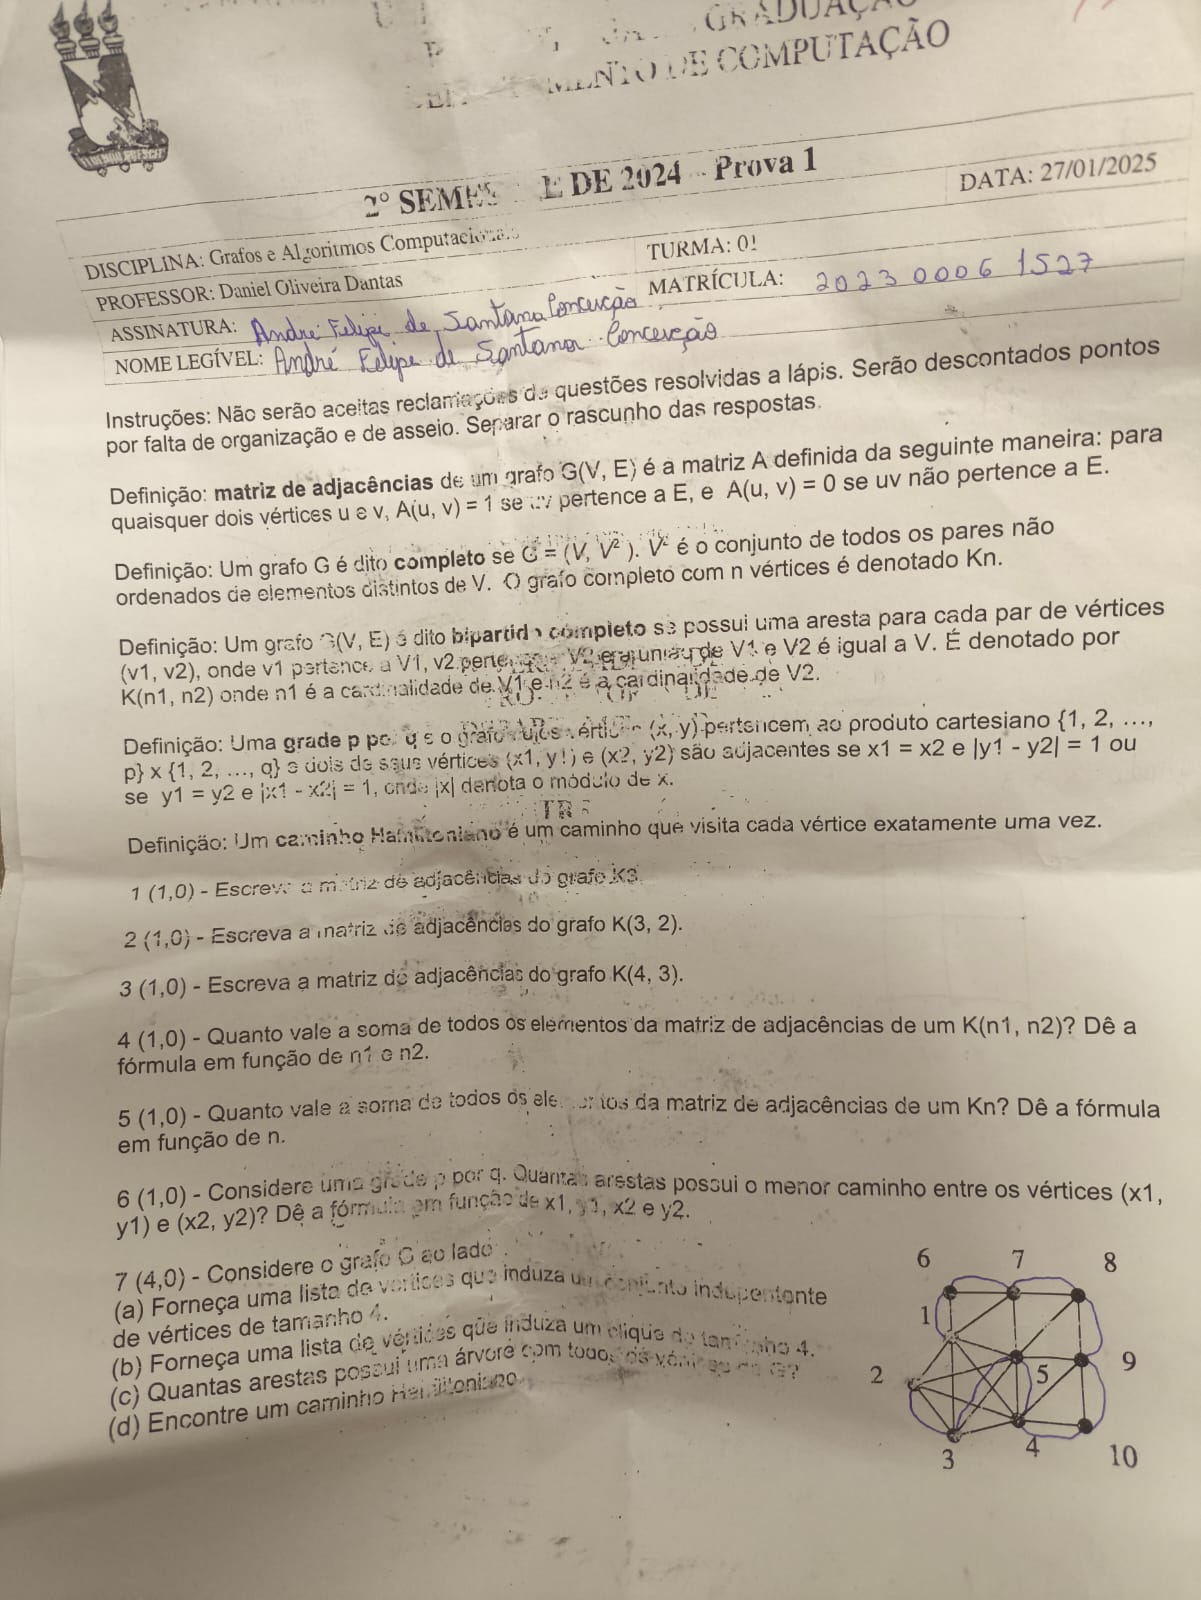 GRADUAÇÃO
DE COMPUTAÇÃO
2° SEMES E DE 2024 - Prova 1
DATA: 27/01/2025
DISCIPLINA: Grafos e Algoritmos Computacionais
TURMA: 01
PROFESSOR: Daniel Oliveira Dantas
MATRÍCULA: 202300061527
ASSINATURA: André Felipe de Santana Conceição
NOME LEGÍVEL: André Felipe de Santana Conceição
Instruções: Não serão aceitas reclamações de questões resolvidas a lápis. Serão descontados pontos
por falta de organização e de asseio. Separar o rascunho das respostas.
Definição: matriz de adjacências de um grafo G(V, E) é a matriz A definida da seguinte maneira: para
quaisquer dois vértices u e v, A(u, v) = 1 se uv pertence a E, e A(u, v) = 0 se uv não pertence a E.
Definição: Um grafo G é dito completo se G = (V, V²). V² é o conjunto de todos os pares não
ordenados de elementos distintos de V. O grafo completo com n vértices é denotado Kn.
Definição: Um grafo G(V, E) é dito bipartido completo se possui uma aresta para cada par de vértices
(v1, v2), onde v1 pertence a V1, v2 pertence a V2 e a união de V1 e V2 é igual a V. É denotado por
K(n1, n2) onde n1 é a cardinalidade de V1 e n2 é a cardinalidade de V2.
Definição: Uma grade p por q é o grafo cujos vértices (x, y) pertencem ao produto cartesiano {1, 2, ...,
p} x {1, 2, ..., q} e dois de seus vértices (x1, y1) e (x2, y2) são adjacentes se x1 = x2 e |y1 - y2| = 1 ou
se y1 = y2 e |x1 - x2| = 1, onde |x| denota o módulo de x.
Definição: Um caminho Hamiltoniano é um caminho que visita cada vértice exatamente uma vez.
1 (1,0) - Escreva a matriz de adjacências do grafo K3.
2 (1,0) - Escreva a matriz de adjacências do grafo K(3, 2).
3 (1,0) - Escreva a matriz de adjacências do grafo K(4, 3).
4 (1,0) - Quanto vale a soma de todos os elementos da matriz de adjacências de um K(n1, n2)? Dê a
fórmula em função de n1 e n2.
5 (1,0) - Quanto vale a soma de todos os elementos da matriz de adjacências de um Kn? Dê a fórmula
em função de n.
6 (1,0) - Considere uma grade p por q. Quantas arestas possui o menor caminho entre os vértices (x1,
y1) e (x2, y2)? Dê a fórmula em função de x1, y1, x2 e y2.
7 (4,0) - Considere o grafo G ao lado.
(a) Forneça uma lista de vértices que induza um conjunto indepentente
de vértices de tamanho 4.
(b) Forneça uma lista de vértices que induza um clique de tamanho 4.
(c) Quantas arestas possui uma árvore com todos os vértices de G?
(d) Encontre um caminho Hamiltoniano
6 7 8
1
2 5 9
3 4 10